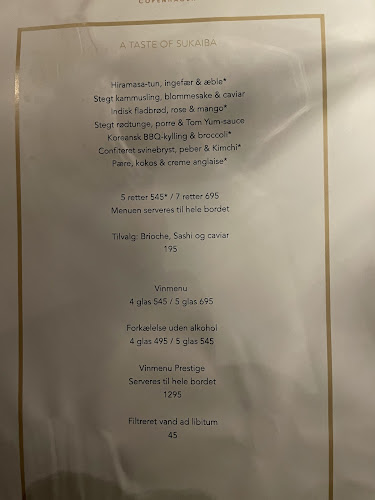 COPENHAGEN
A TASTE OF SUKAIBA
Hiramasa-tun, ingefær & æble*
Stegt kammusling, blommesake & caviar
Indisk fladbrød, rose & mango*
Stegt rødtunge, porre & Tom Yum-sauce
Koreansk BBQ-kylling & broccoli*
Confiteret svinebryst, peber & Kimchi*
Pære, kokos & creme anglaise*
5 retter 545* / 7 retter 695
Menuen serveres til hele bordet
Tilvalg: Brioche, Sashi og caviar
195
Vinmenu
4 glas 545 / 5 glas 695
Forkælelse uden alkohol
4 glas 495 / 5 glas 545
Vinmenu Prestige
Serveres til hele bordet
1295
Filtreret vand ad libitum
45